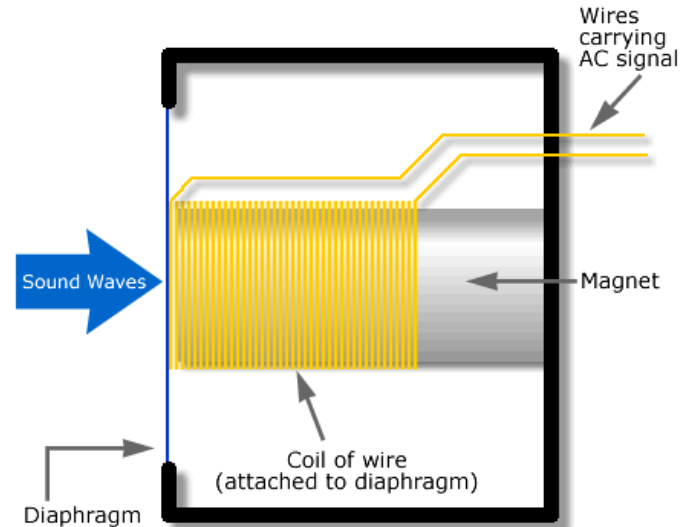 Wires
carrying
AC signal
Sound Waves
Magnet
Coil of wire
(attached to diaphragm)
Diaphragm